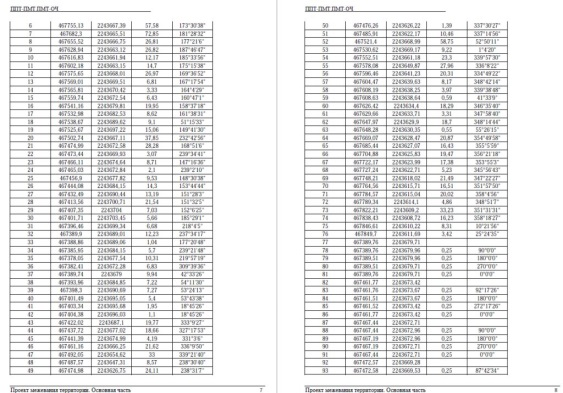 ППТ-ПМТ.ПМТ-ОЧ
6 467755,13 2243667,39 57,58 173°30'38"
7 467682,3 2243665,51 72,85 181°28'32"
8 467655,52 2243666,75 26,81 177°21'6"
9 467628,94 2243663,12 26,82 187°46'47"
10 467616,83 2243661,94 12,17 185°33'56"
11 467602,18 2243663,15 14,7 175°15'38"
12 467575,65 2243668,01 26,97 169°36'52"
13 467569,01 2243669,51 6,81 167°17'54"
14 467565,81 2243670,42 3,33 164°4'29"
15 467559,74 2243672,54 6,43 160°47'1"
16 467541,16 2243679,81 19,95 158°37'18"
17 467532,98 2243682,53 8,62 161°38'31"
18 467538,67 2243689,62 9,1 51°15'33"
19 467525,67 2243697,22 15,06 149°41'30"
20 467502,74 2243667,11 37,85 232°42'56"
21 467474,99 2243672,58 28,28 168°51'6"
22 467473,44 2243669,93 3,07 239°34'41"
23 467466,11 2243674,64 8,71 147°16'36"
24 467465,03 2243672,84 2,1 239°2'10"
25 467456,9 2243677,82 9,53 148°30'38"
26 467444,08 2243684,15 14,3 153°44'44"
27 467432,49 2243690,44 13,19 151°28'3"
28 467413,56 2243700,71 21,54 151°32'5"
29 467407,35 2243704 7,03 152°6'25"
30 467401,71 2243703,45 5,66 185°29'1"
31 467396,46 2243699,34 6,68 218°4'5"
32 467389,9 2243689,01 12,23 237°34'17"
33 467388,86 2243689,06 1,04 177°20'48"
34 467385,95 2243684,15 5,7 239°21'48"
35 467378,05 2243677,54 10,31 219°57'19"
36 467382,41 2243672,28 6,83 309°39'36"
37 467389,74 2243679 9,94 42°33'26"
38 467393,96 2243684,85 7,22 54°11'30"
39 467398,3 2243690,69 7,27 53°24'13"
40 467401,49 2243695,05 5,4 53°43'38"
41 467403,34 2243695,68 1,95 18°45'26"
42 467404,38 2243696,03 1,1 18°45'26"
43 467422,02 2243687,1 19,77 333°9'27"
44 467437,72 2243677,02 18,66 327°17'53"
45 467441,39 2243674,99 4,19 331°3'6"
46 467461,16 2243666,25 21,62 336°9'50"
47 467492,05 2243654,62 33 339°21'40"
48 467487,57 2243647,31 8,57 238°30'40"
49 467474,98 2243626,75 24,11 238°31'7"
Проект межевания территории. Основная часть 7
ППТ-ПМТ.ПМТ-ОЧ
50 467476,26 2243626,22 1,39 337°30'27"
51 467485,91 2243622,17 10,46 337°14'56"
52 467521,4 2243668,99 58,75 52°50'11"
53 467530,62 2243669,17 9,22 1°4'20"
54 467552,51 2243661,18 23,3 339°57'30"
55 467578,08 2243649,87 27,96 336°8'22"
56 467596,46 2243641,23 20,31 334°49'22"
57 467604,47 2243639,63 8,17 348°42'14"
58 467608,19 2243638,25 3,97 339°38'48"
59 467608,63 2243638,64 0,59 41°33'9"
60 467626,42 2243634,4 18,29 346°35'40"
61 467629,66 2243633,71 3,31 347°58'40"
62 467647,97 2243629,9 18,7 348°14'44"
63 467648,28 2243630,35 0,55 55°26'15"
64 467669,07 2243628,47 20,87 354°49'58"
65 467685,44 2243627,07 16,43 355°5'59"
66 467704,88 2243625,83 19,47 356°21'18"
67 467722,17 2243623,99 17,38 353°55'3"
68 467727,24 2243622,71 5,23 345°56'43"
69 467748,21 2243618,02 21,49 347°22'27"
70 467764,56 2243615,71 16,51 351°57'50"
71 467784,57 2243615,04 20,02 358°4'56"
72 467789,34 2243614,1 4,86 348°51'7"
73 467822,21 2243609,2 33,23 351°31'31"
74 467838,43 2243608,72 16,23 358°18'27"
75 467846,61 2243610,22 8,31 10°21'56"
76 467849,7 2243611,69 3,42 25°24'35"
77 467389,76 2243679,71
78 467389,76 2243679,96 0,25 90°0'0"
79 467389,51 2243679,96 0,25 180°0'0"
80 467389,51 2243679,71 0,25 270°0'0"
81 467389,76 2243679,71 0,25 0°0'0"
82 467461,77 2243673,42
83 467461,76 2243673,67 0,25 92°17'26"
84 467461,51 2243673,67 0,25 180°0'0"
85 467461,52 2243673,42 0,25 272°17'26"
86 467461,77 2243673,42 0,25 0°0'0"
87 467467,44 2243672,71
88 467467,44 2243672,96 0,25 90°0'0"
89 467467,19 2243672,96 0,25 180°0'0"
90 467467,19 2243672,71 0,25 270°0'0"
91 467467,44 2243672,71 0,25 0°0'0"
92 467472,57 2243669,28
93 467472,58 2243669,53 0,25 87°42'34"
Проект межевания территории. Основная часть 8